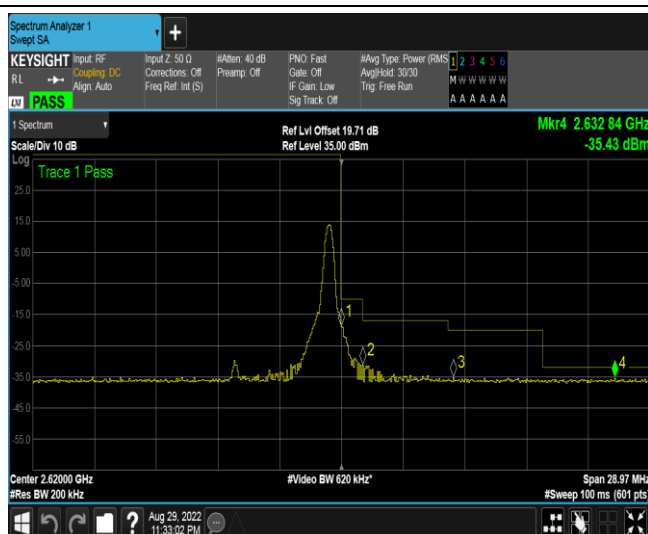 Spectrum Analyzer 1
Swept SA
+
KEYSIGHT Input: RF Input Z: 50 Ω #Atten: 40 dB PNO: Fast #Avg Type: Power (RMS 1 2 3 4 5 6
RL Coupling: DC Corrections: Off Preamp: Off Gate: Off Avg|Hold: 30/30 M W W W W W
Align: Auto Freq Ref: Int (S) IF Gain: Low Trig: Free Run
Sig Track: Off A A A A A A
PASS
1 Spectrum Ref Lvl Offset 19.71 dB Mkr4 2.632 84 GHz
Scale/Div 10 dB Ref Level 35.00 dBm -35.43 dBm
Log
Trace 1 Pass
25.0
15.0
5.00
-5.00
-15.0
1
-25.0
2
3
4
-35.0
-45.0
-55.0
Center 2.62000 GHz #Video BW 620 kHz* Span 28.97 MHz
#Res BW 200 kHz #Sweep 100 ms (601 pts)
? Aug 29, 2022
11:33:02 PM